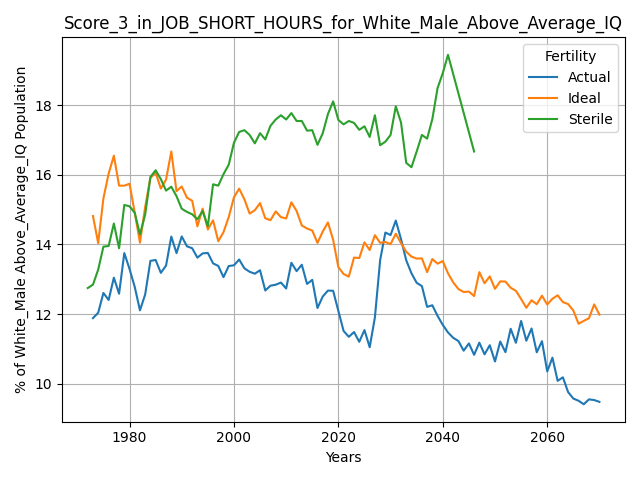 Score_3_in_JOB_SHORT_HOURS_for_White_Male_Above_Average_IQ
% of White_Male Above_Average_IQ Population
18
16
14
12
10
Fertility
Actual
Ideal
Sterile
1980
2000
2020
2040
2060
Years